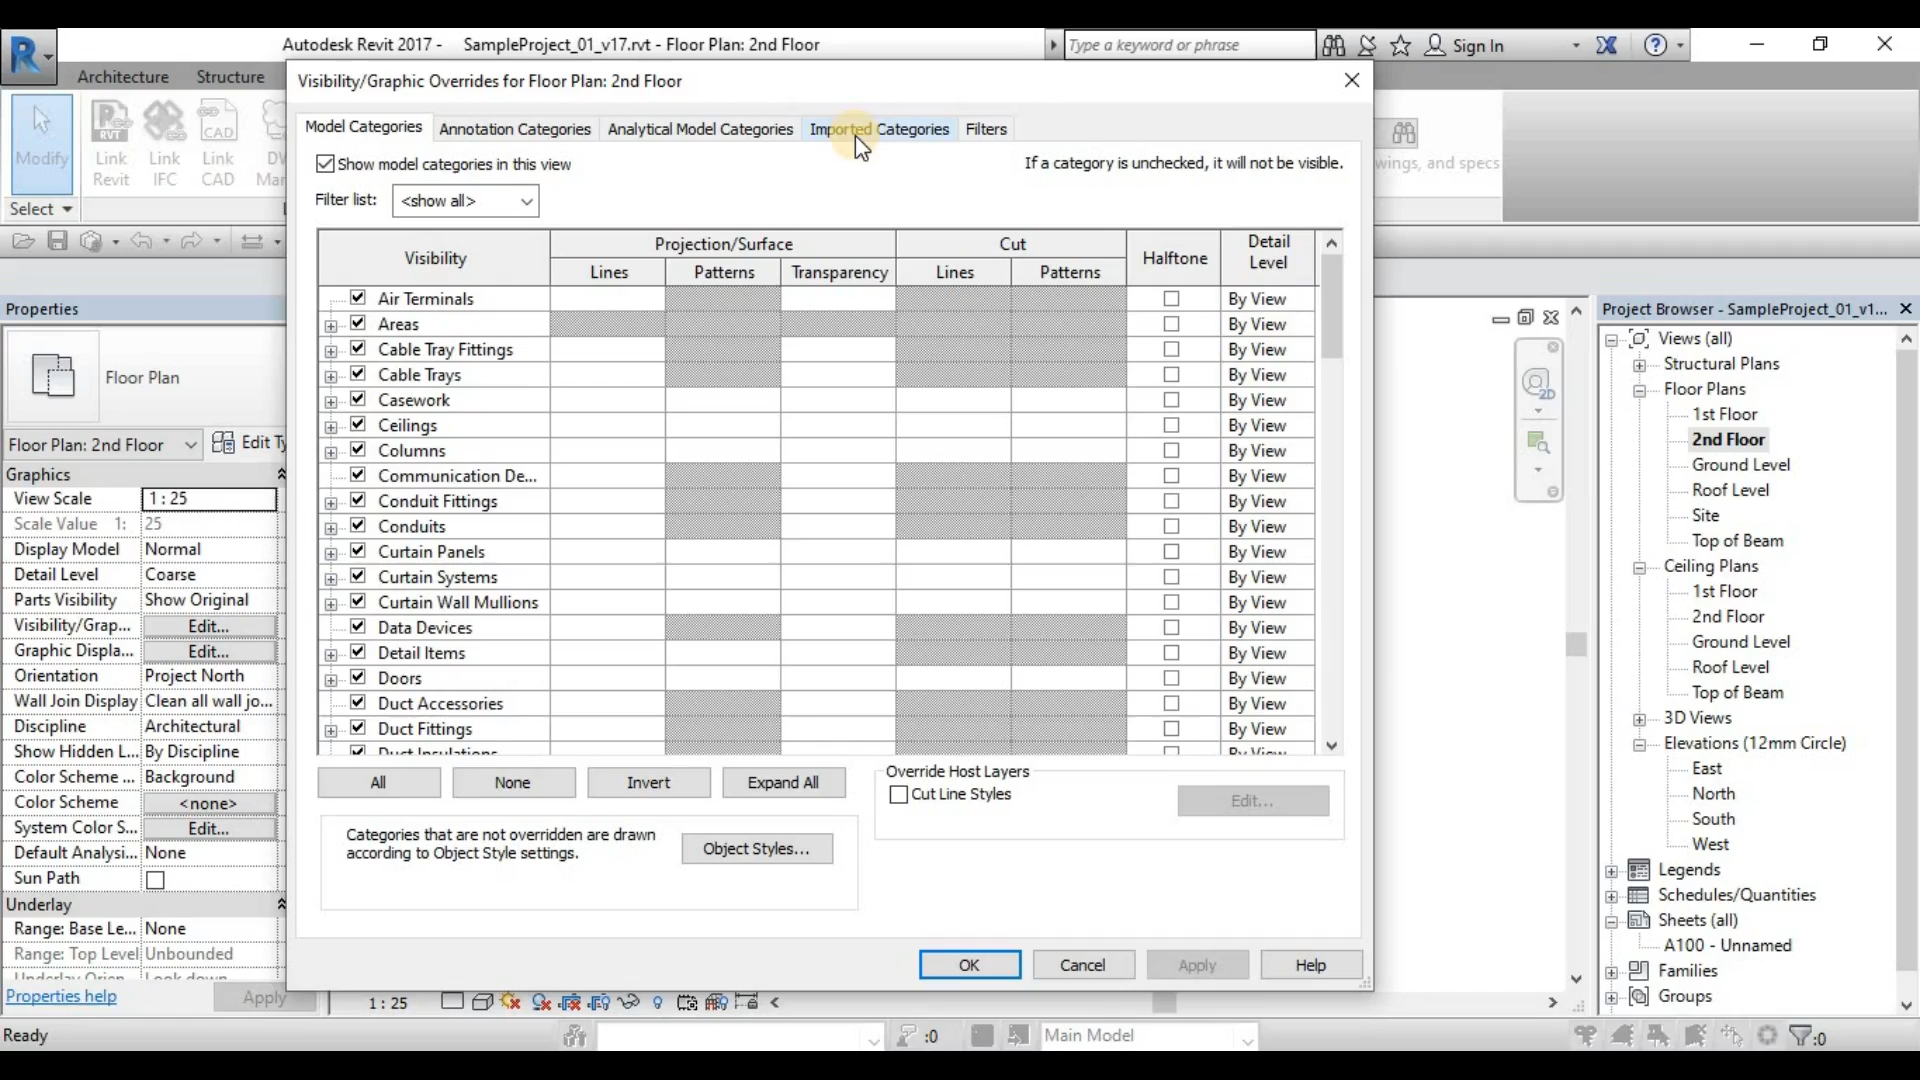 Autodesk Revit 2017 - SampleProject_01_v17.rvt - Floor Plan: 2nd Floor
Type a keyword or phrase
Sign In
Architecture Structure
Visibility/Graphic Overrides for Floor Plan: 2nd Floor
Modify
Link Revit
Link IFC
Link CAD
Select
wings, and specs
Model Categories
Annotation Categories
Analytical Model Categories
Imported Categories
Filters
Show model categories in this view
If a category is unchecked, it will not be visible.
Filter list: <show all>
Visibility
Projection/Surface
Cut
Halftone
Detail Level
Lines Patterns Transparency Lines Patterns
Air Terminals By View
Areas By View
Cable Tray Fittings By View
Cable Trays By View
Casework By View
Ceilings By View
Columns By View
Communication De... By View
Conduit Fittings By View
Conduits By View
Curtain Panels By View
Curtain Systems By View
Curtain Wall Mullions By View
Data Devices By View
Detail Items By View
Doors By View
Duct Accessories By View
Duct Fittings By View
Duct Insulations By View
All None Invert Expand All
Override Host Layers
Cut Line Styles
Edit...
Categories that are not overridden are drawn
according to Object Style settings.
Object Styles...
OK Cancel Apply Help
Properties
Floor Plan
Floor Plan: 2nd Floor Edit Ty
Graphics
View Scale 1 : 25
Scale Value 1: 25
Display Model Normal
Detail Level Coarse
Parts Visibility Show Original
Visibility/Grap... Edit...
Graphic Displa... Edit...
Orientation Project North
Wall Join Display Clean all wall jo...
Discipline Architectural
Show Hidden L... By Discipline
Color Scheme ... Background
Color Scheme <none>
System Color S... Edit...
Default Analysi... None
Sun Path
Underlay
Range: Base Le... None
Range: Top Level Unbounded
Properties help Apply
1 : 25
Ready
:0
Main Model
:0
Project Browser - SampleProject_01_v1...
Views (all)
Structural Plans
Floor Plans
1st Floor
2nd Floor
Ground Level
Roof Level
Site
Top of Beam
Ceiling Plans
1st Floor
2nd Floor
Ground Level
Roof Level
Top of Beam
3D Views
Elevations (12mm Circle)
East
North
South
West
Legends
Schedules/Quantities
Sheets (all)
A100 - Unnamed
Families
Groups
2D